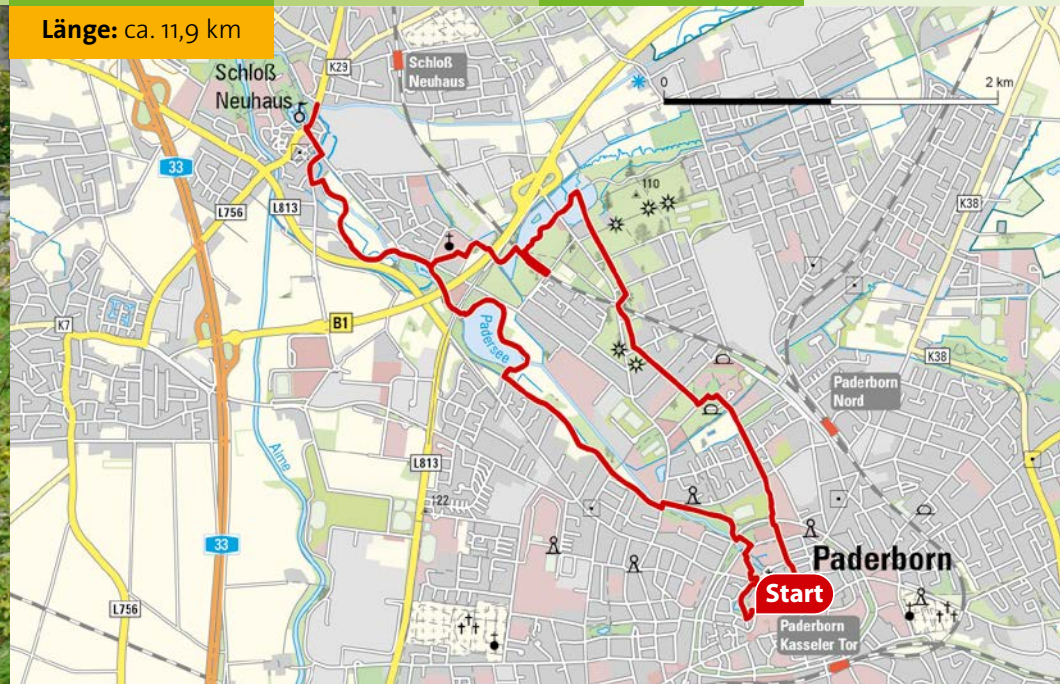 Länge: ca. 11,9 km
K29
Schloß
Neuhaus
Schloß
Neuhaus
0
2 km
33
110
L756
L813
K38
K7
B1
Padersee
K38
Paderborn
Nord
Alme
L813
122
33
Paderborn
Start
L756
Paderborn
Kasseler Tor